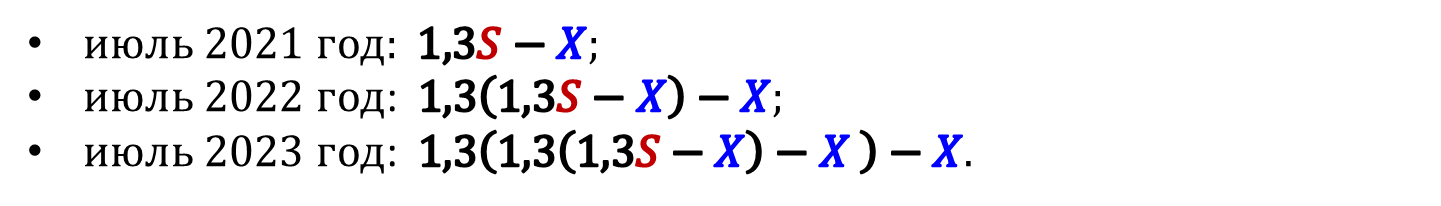 • июль 2021 год: 1,3S − X;
• июль 2022 год: 1,3(1,3S − X) − X;
• июль 2023 год: 1,3(1,3(1,3S − X) − X ) − X.